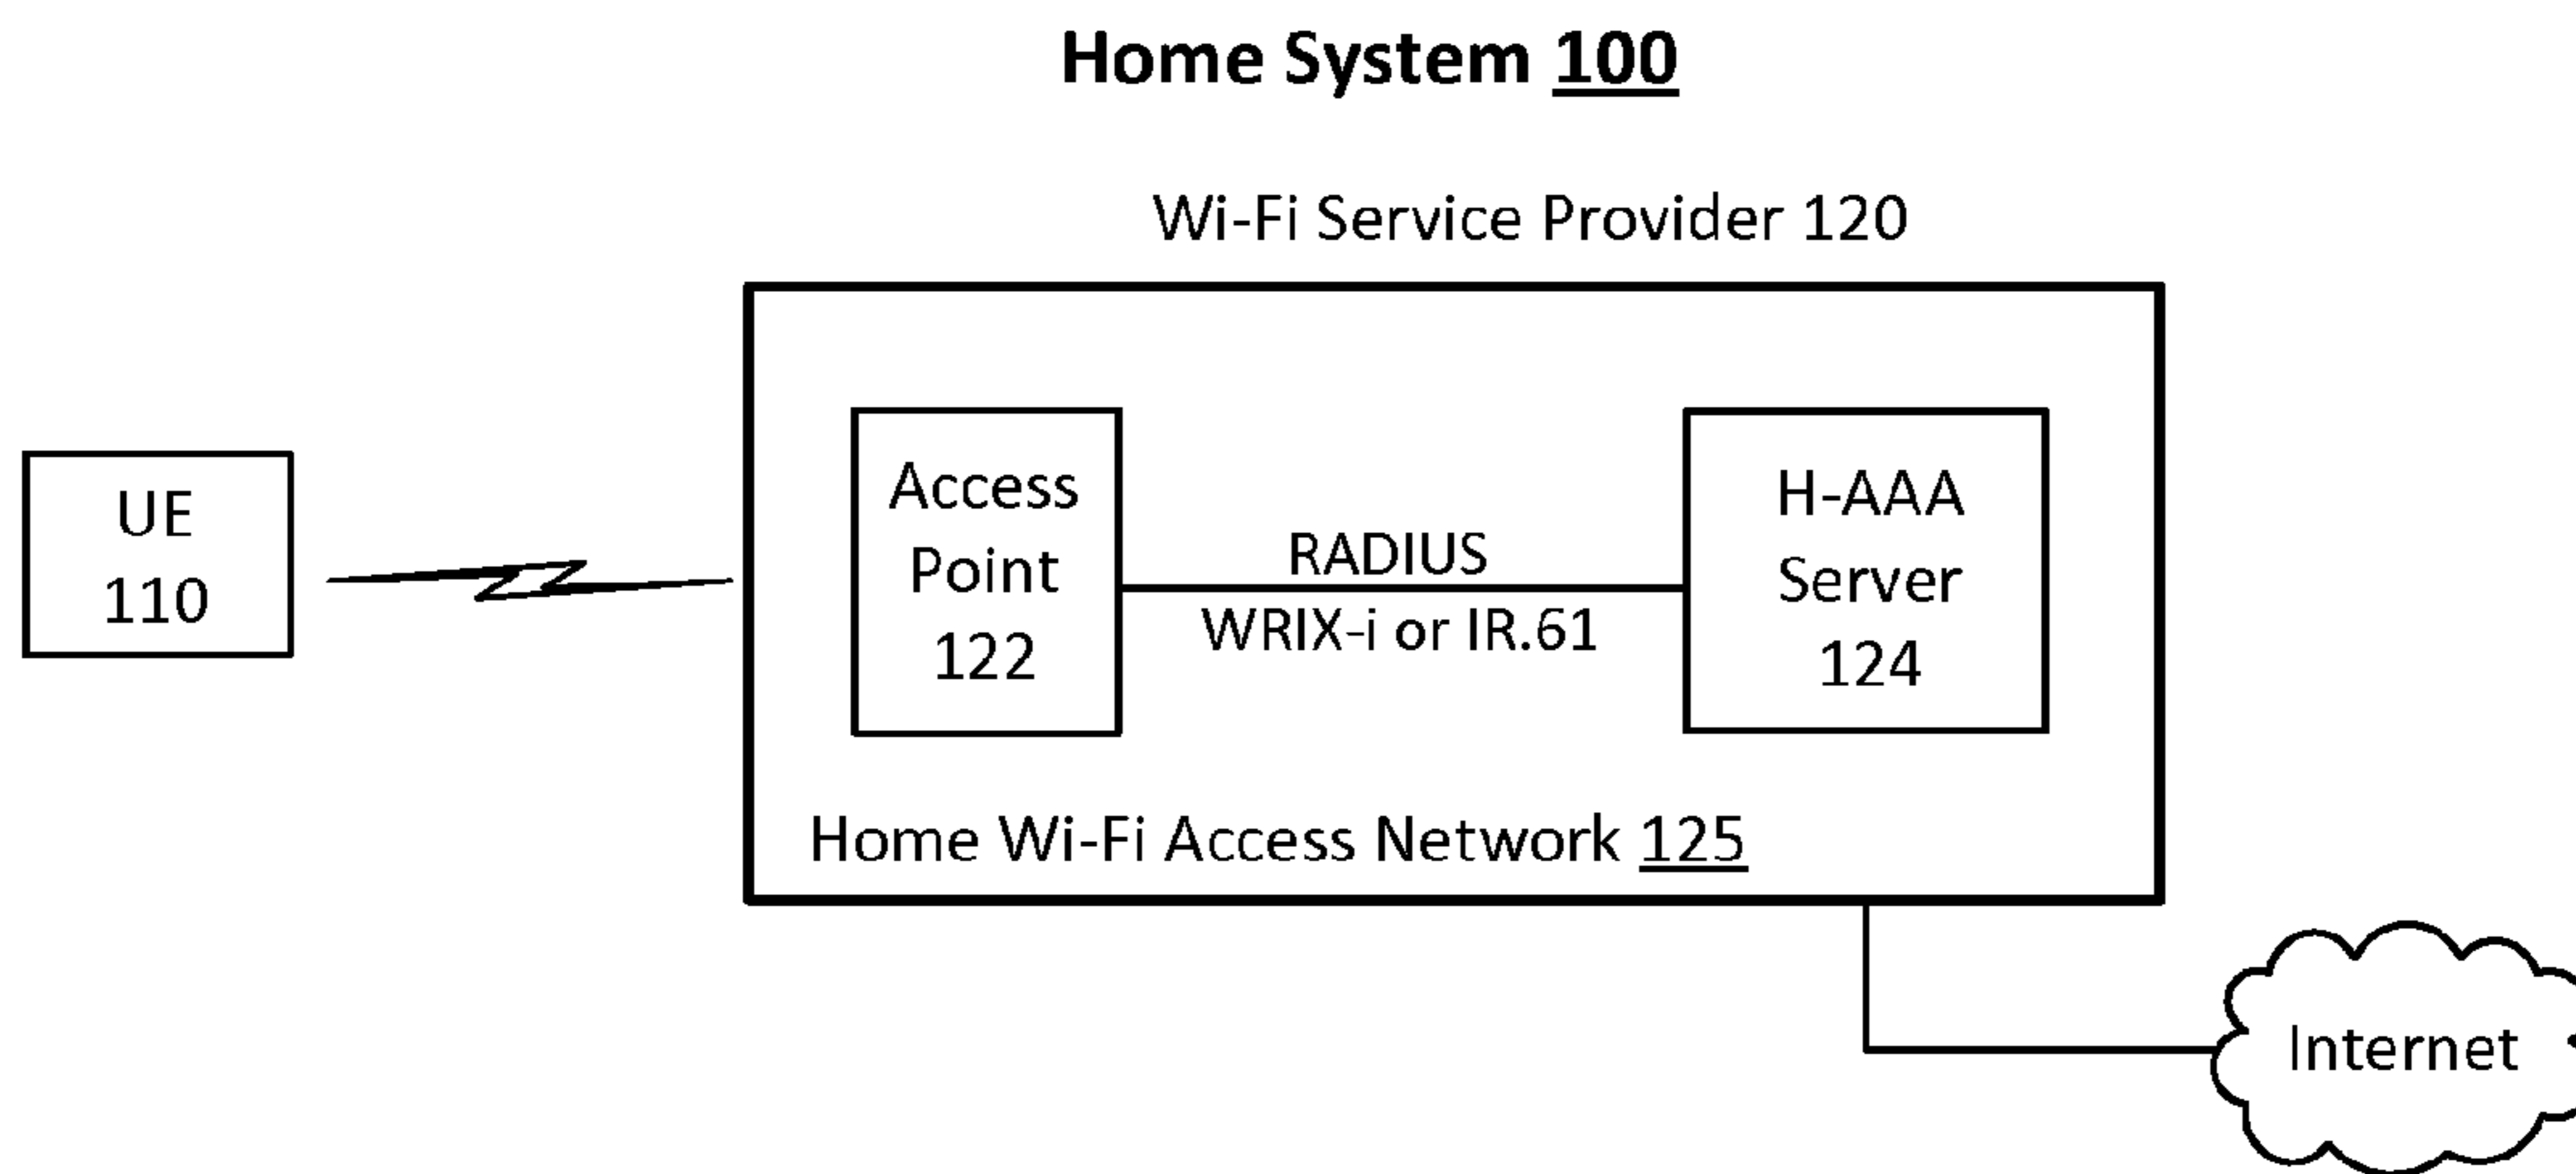 Home System 100
Wi-Fi Service Provider 120
UE
110
Access
Point
122
RADIUS
WRIX-i or IR.61
H-AAA
Server
124
Home Wi-Fi Access Network 125
Internet